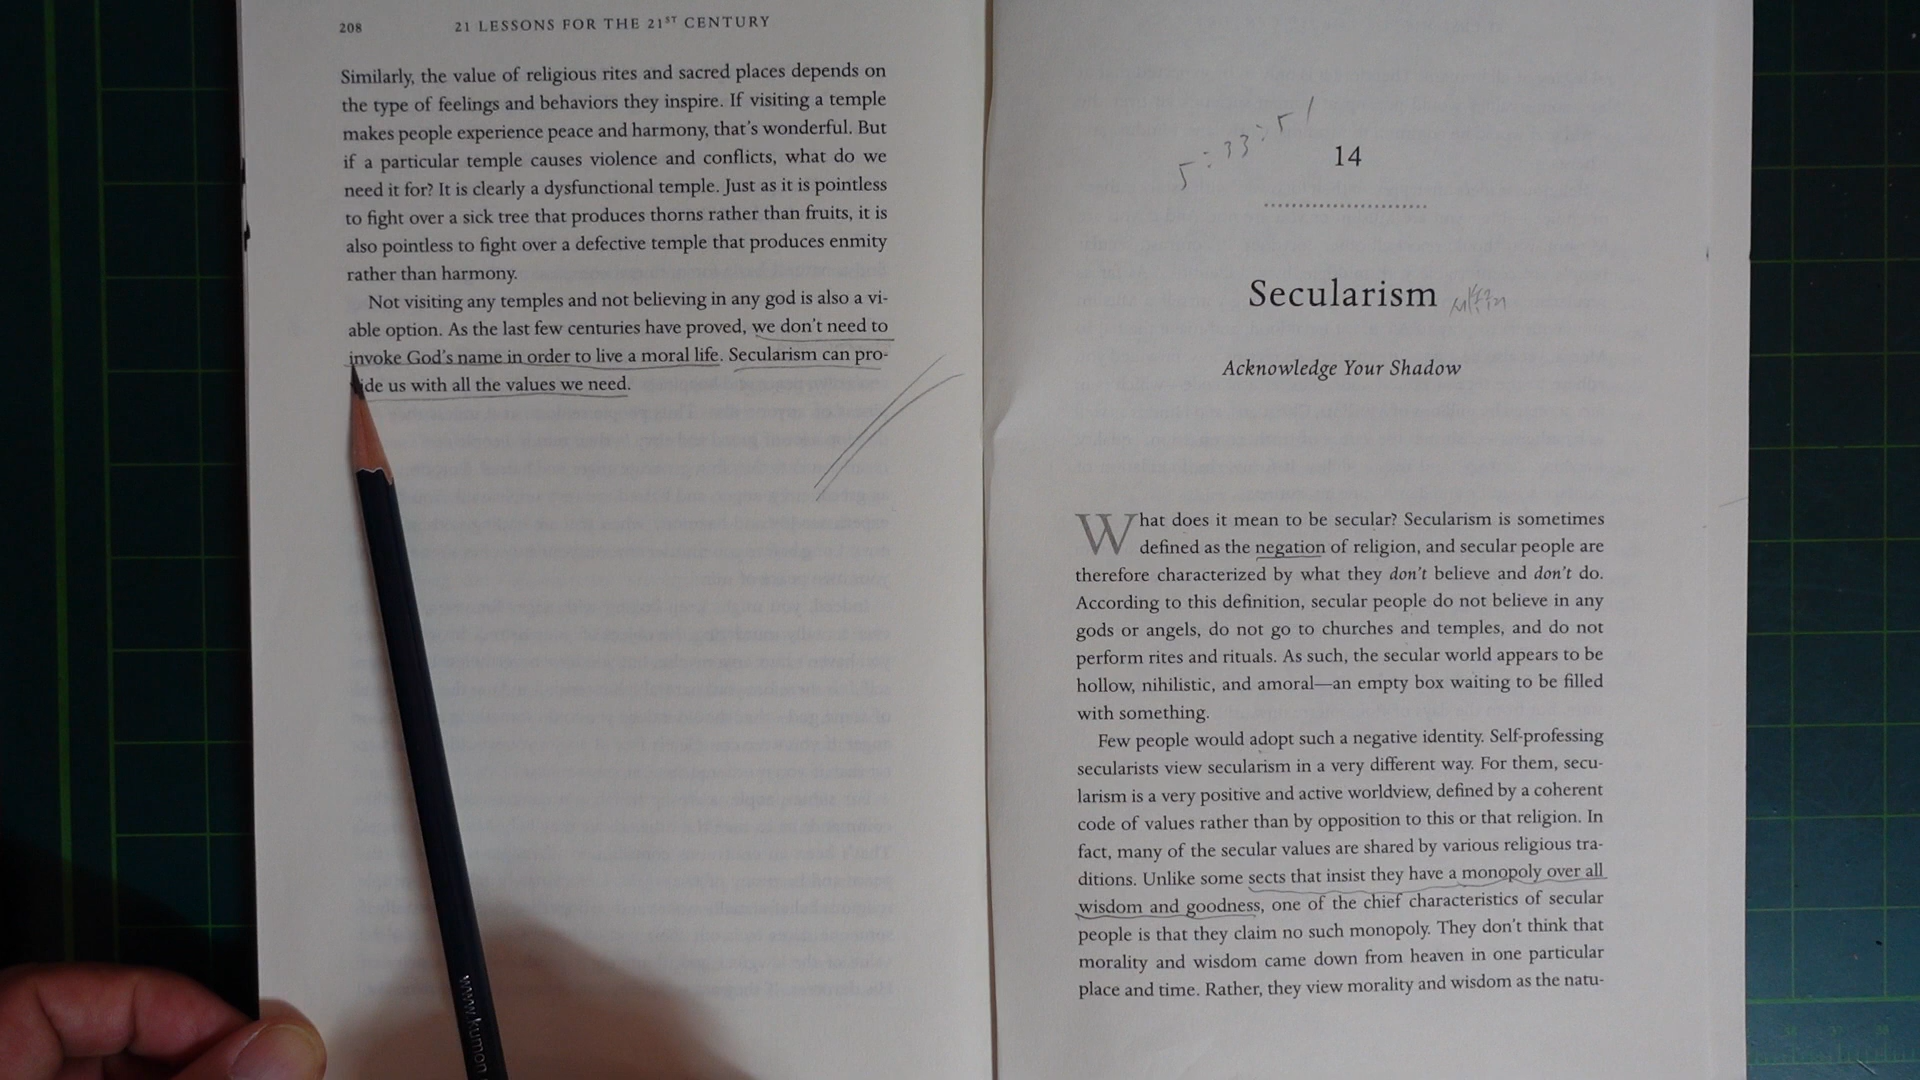 208
21 LESSONS FOR THE 21ST CENTURY
Similarly, the value of religious rites and sacred places depends on
the type of feelings and behaviors they inspire. If visiting a temple
makes people experience peace and harmony, that's wonderful. But
if a particular temple causes violence and conflicts, what do we
need it for? It is clearly a dysfunctional temple. Just as it is pointless
to fight over a sick tree that produces thorns rather than fruits, it is
also pointless to fight over a defective temple that produces enmity
rather than harmony.
Not visiting any temples and not believing in any god is also a vi-
able option. As the last few centuries have proved, we don't need to
invoke God's name in order to live a moral life. Secularism can pro-
ide us with all the values we need.
www.kumon
5:33:51
14
Secularism
Acknowledge Your Shadow
What does it mean to be secular? Secularism is sometimes
defined as the negation of religion, and secular people are
therefore characterized by what they don't believe and don't do.
According to this definition, secular people do not believe in any
gods or angels, do not go to churches and temples, and do not
perform rites and rituals. As such, the secular world appears to be
hollow, nihilistic, and amoral—an empty box waiting to be filled
with something.
Few people would adopt such a negative identity. Self-professing
secularists view secularism in a very different way. For them, secu-
larism is a very positive and active worldview, defined by a coherent
code of values rather than by opposition to this or that religion. In
fact, many of the secular values are shared by various religious tra-
ditions. Unlike some sects that insist they have a monopoly over all
wisdom and goodness, one of the chief characteristics of secular
people is that they claim no such monopoly. They don't think that
morality and wisdom came down from heaven in one particular
place and time. Rather, they view morality and wisdom as the natu-